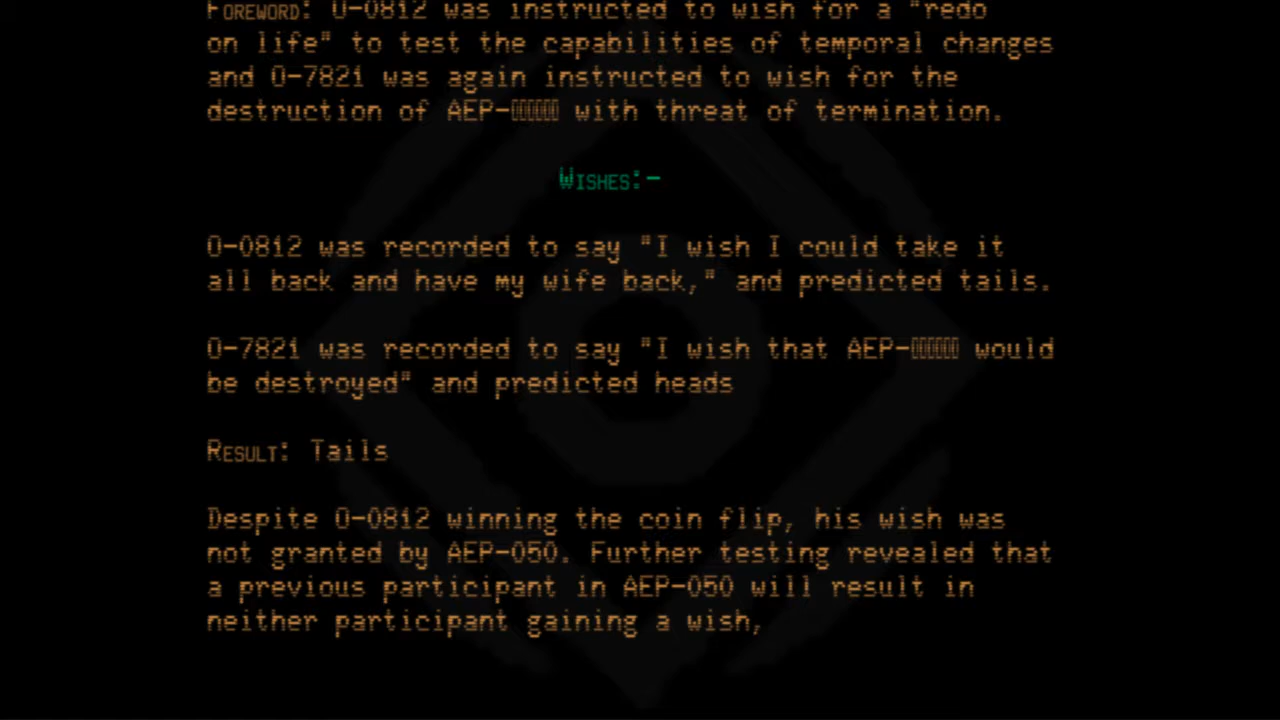 FOREWORD: O-0812 was instructed to wish for a "redo
on life" to test the capabilities of temporal changes
and O-7821 was again instructed to wish for the
destruction of AEP-▯▯▯▯▯▯ with threat of termination.
WISHES:-
O-0812 was recorded to say "I wish I could take it
all back and have my wife back," and predicted tails.
O-7821 was recorded to say "I wish that AEP-▯▯▯▯▯▯ would
be destroyed" and predicted heads
RESULT: Tails
Despite O-0812 winning the coin flip, his wish was
not granted by AEP-050. Further testing revealed that
a previous participant in AEP-050 will result in
neither participant gaining a wish,